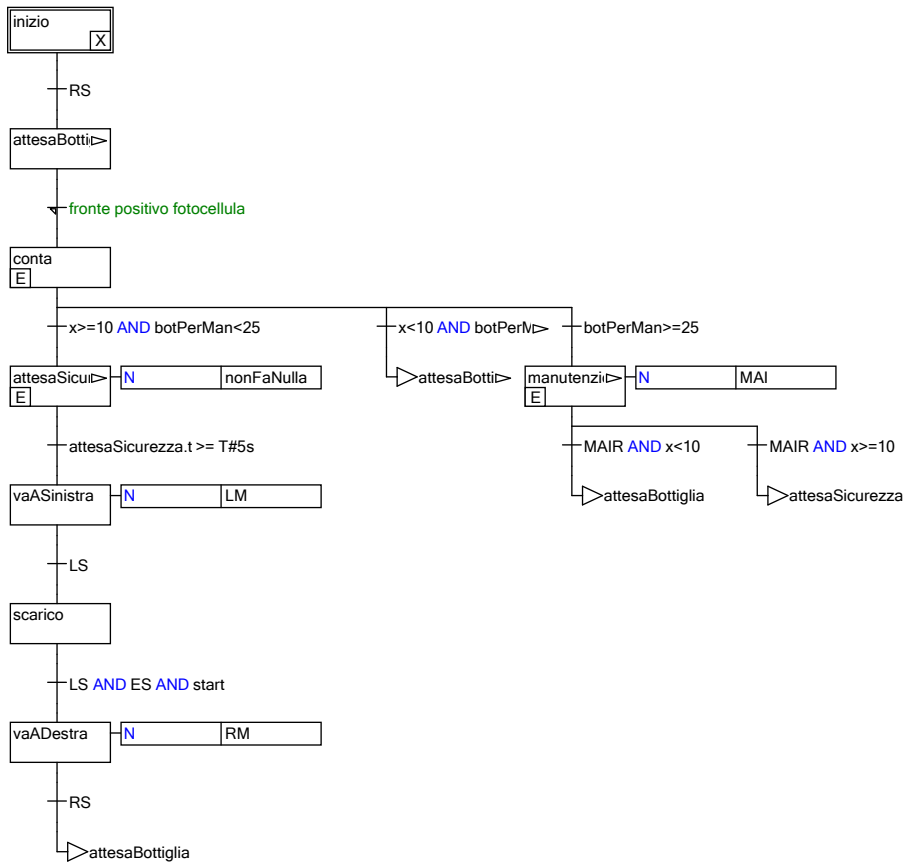 inizio
X
RS
attesaBotti
fronte positivo fotocellula
conta
E
x>=10 AND botPerMan<25
x<10 AND botPerM
botPerMan>=25
attesaSicur
E
N nonFaNulla
attesaBotti
manutenzi
E
N MAI
attesaSicurezza.t >= T#5s
MAIR AND x<10
MAIR AND x>=10
vaASinistra
N LM
attesaBottiglia
attesaSicurezza
LS
scarico
LS AND ES AND start
vaADestra
N RM
RS
attesaBottiglia